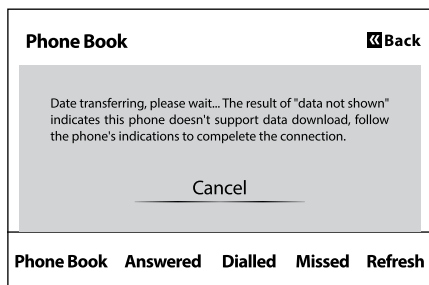 Phone Book Back
Date transferring, please wait... The result of "data not shown"
indicates this phone doesn't support data download, follow
the phone's indications to compelete the connection.
Cancel
Phone Book Answered Dialled Missed Refresh